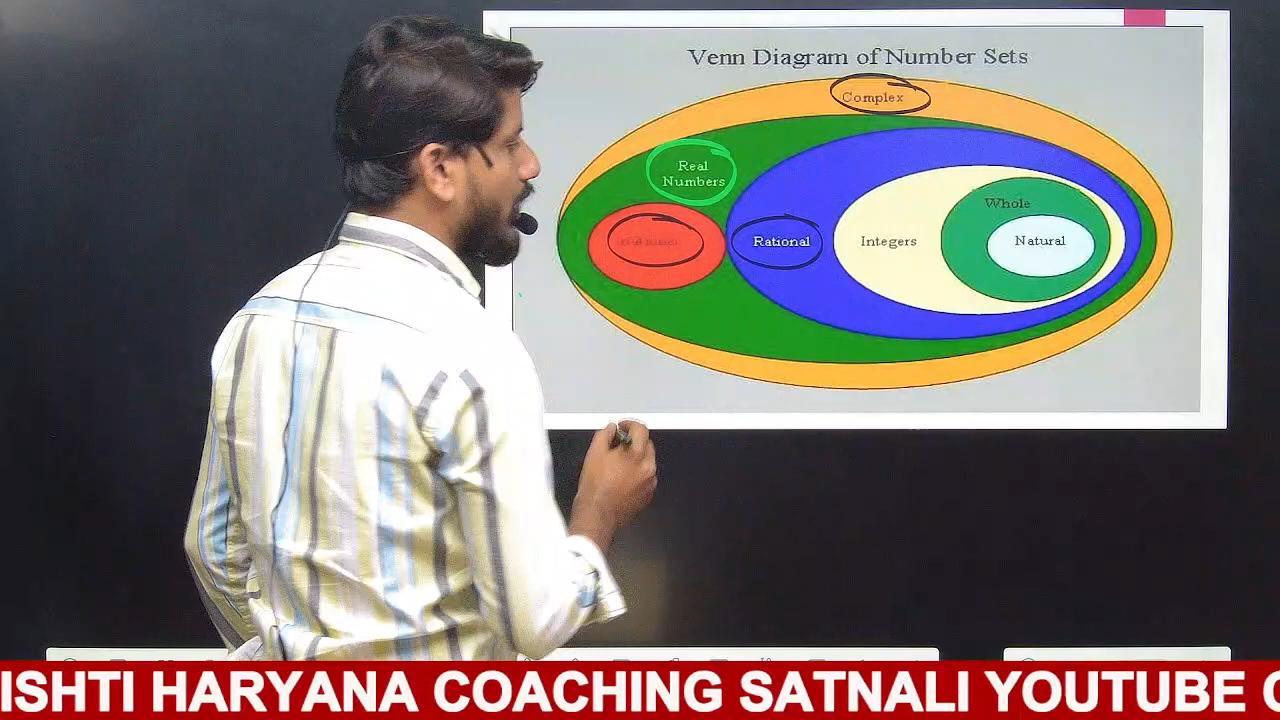 Venn Diagram of Number Sets
Complex
Real
Numbers
Whole
Rational
Integers
Natural
ISHTI HARYANA COACHING SATNALI YOUTUBE C